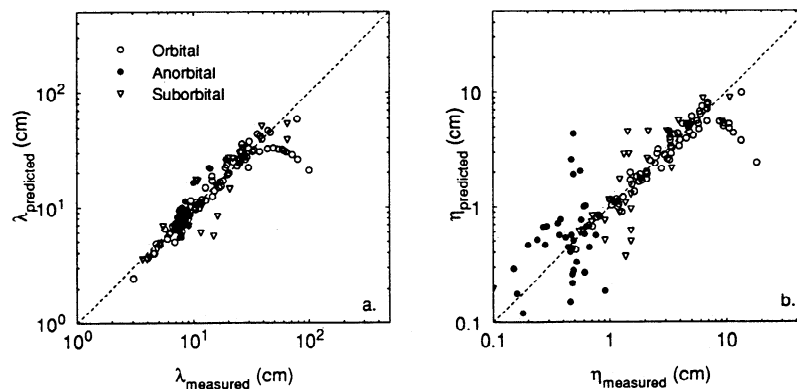 10²
10¹
10⁰
λpredicted (cm)
Orbital
Anorbital
Suborbital
a.
10⁰ 10¹ 10²
λmeasured (cm)
10
1
0.1
ηpredicted (cm)
b.
0.1 1 10
ηmeasured (cm)